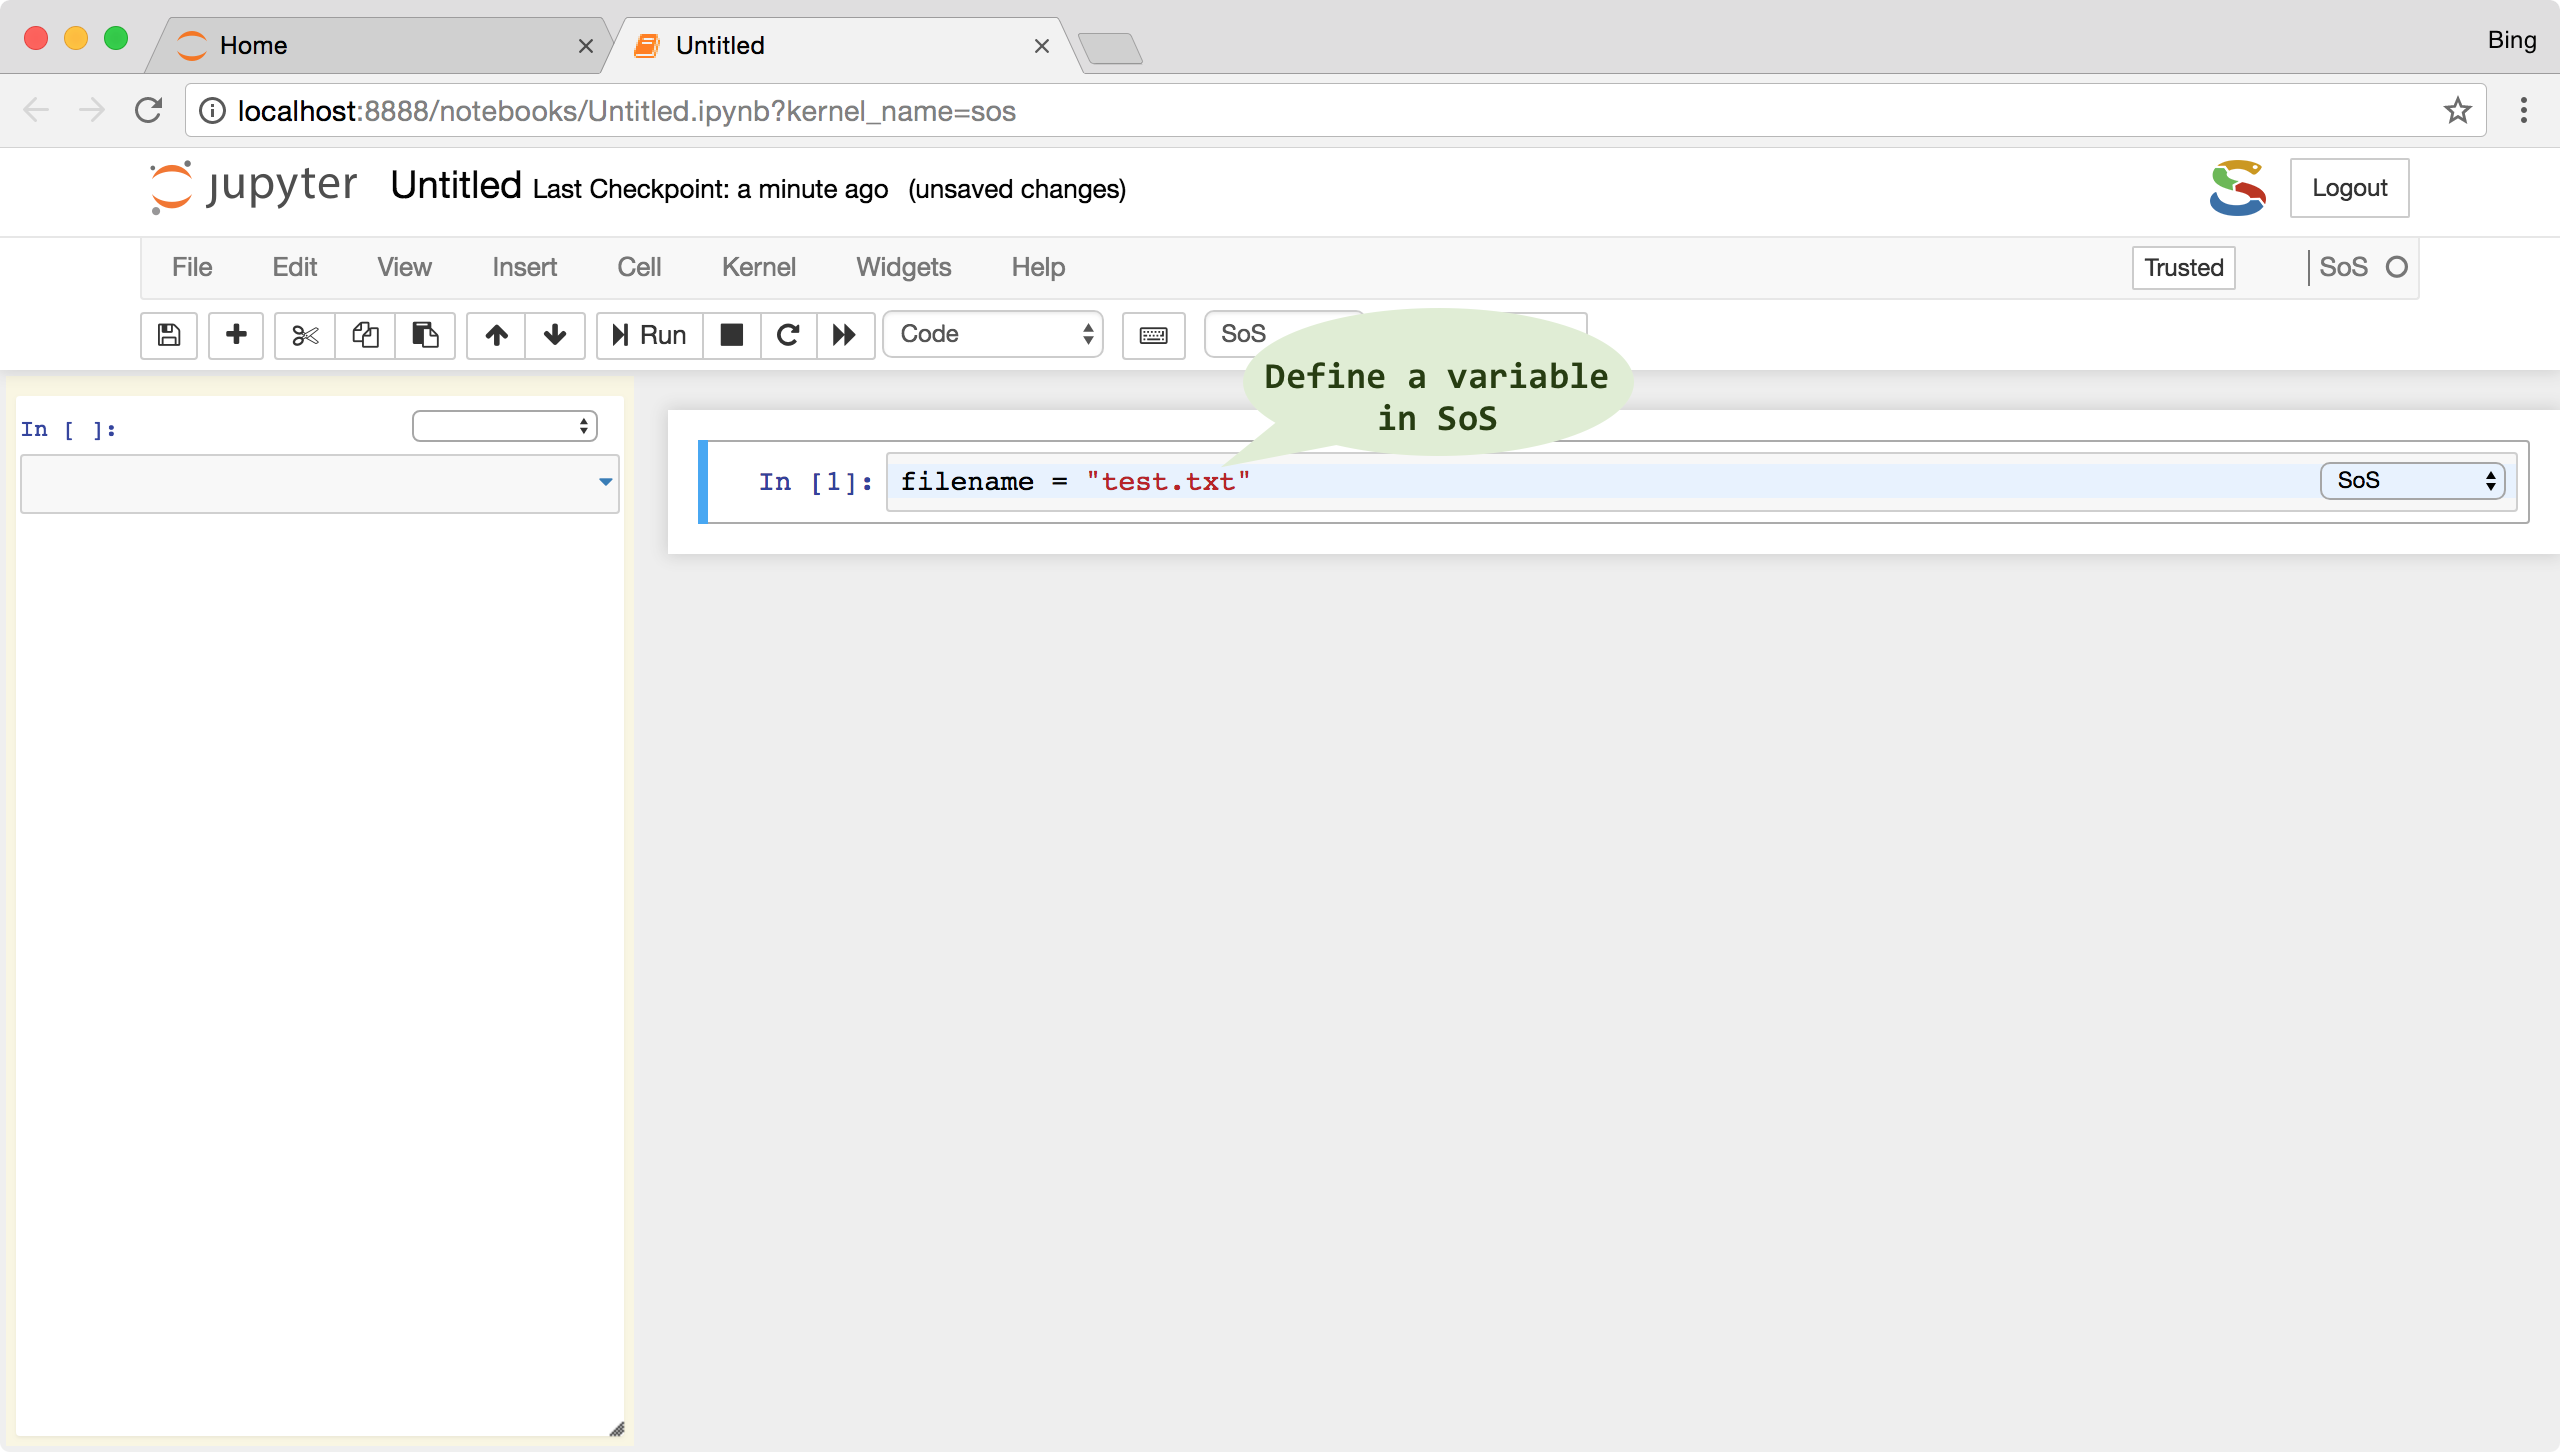 Home
Untitled
Bing
localhost:8888/notebooks/Untitled.ipynb?kernel_name=sos
jupyter Untitled Last Checkpoint: a minute ago (unsaved changes)
Logout
File Edit View Insert Cell Kernel Widgets Help
Trusted
SoS
Run
Code
SoS
Define a variable
in SoS
In [ ]:
In [1]: filename = "test.txt"
SoS